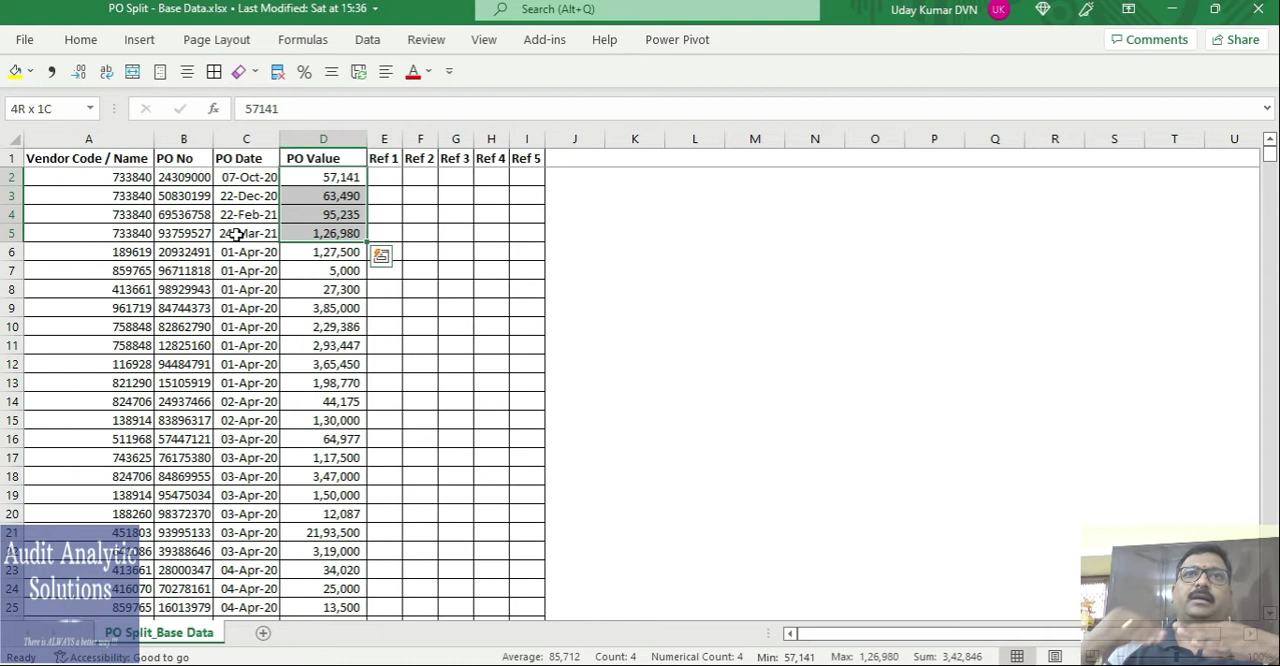 PO Split - Base Data.xlsx • Last Modified: Sat at 15:36
Search (Alt+Q)
Uday Kumar DVN
UK
File Home Insert Page Layout Formulas Data Review View Add-ins Help Power Pivot
Comments
Share
4R x 1C
fx
57141
A B C D E F G H I J K L M N O P Q R S T U
1 Vendor Code / Name PO No PO Date PO Value Ref 1 Ref 2 Ref 3 Ref 4 Ref 5
2 733840 24309000 07-Oct-20 57,141
3 733840 50830199 22-Dec-20 63,490
4 733840 69536758 22-Feb-21 95,235
5 733840 93759527 24-Mar-21 1,26,980
6 189619 20932491 01-Apr-20 1,27,500
7 859765 96711818 01-Apr-20 5,000
8 413661 98929943 01-Apr-20 27,300
9 961719 84744373 01-Apr-20 3,85,000
10 758848 82862790 01-Apr-20 2,29,386
11 758848 12825160 01-Apr-20 2,93,447
12 116928 94484791 01-Apr-20 3,65,450
13 821290 15105919 01-Apr-20 1,98,770
14 824706 24937466 02-Apr-20 44,175
15 138914 83896317 02-Apr-20 1,30,000
16 511968 57447121 03-Apr-20 64,977
17 743625 76175380 03-Apr-20 1,17,500
18 824706 84869955 03-Apr-20 3,47,000
19 138914 95475034 03-Apr-20 1,50,000
20 188260 98372040 03-Apr-20 12,087
21 451803 93995133 03-Apr-20 21,93,500
39388646 03-Apr-20 3,19,000
23 413661 28000347 04-Apr-20 34,020
24 416070 70278161 04-Apr-20 25,000
25 859765 16013979 04-Apr-20 13,500
Audit Analytic
Solutions
There is ALWAYS a better way !!!
PO Split_Base Data
Ready
Accessibility: Good to go
Average: 85,712 Count: 4 Numerical Count: 4 Min: 57,141 Max: 1,26,980 Sum: 3,42,846
100%